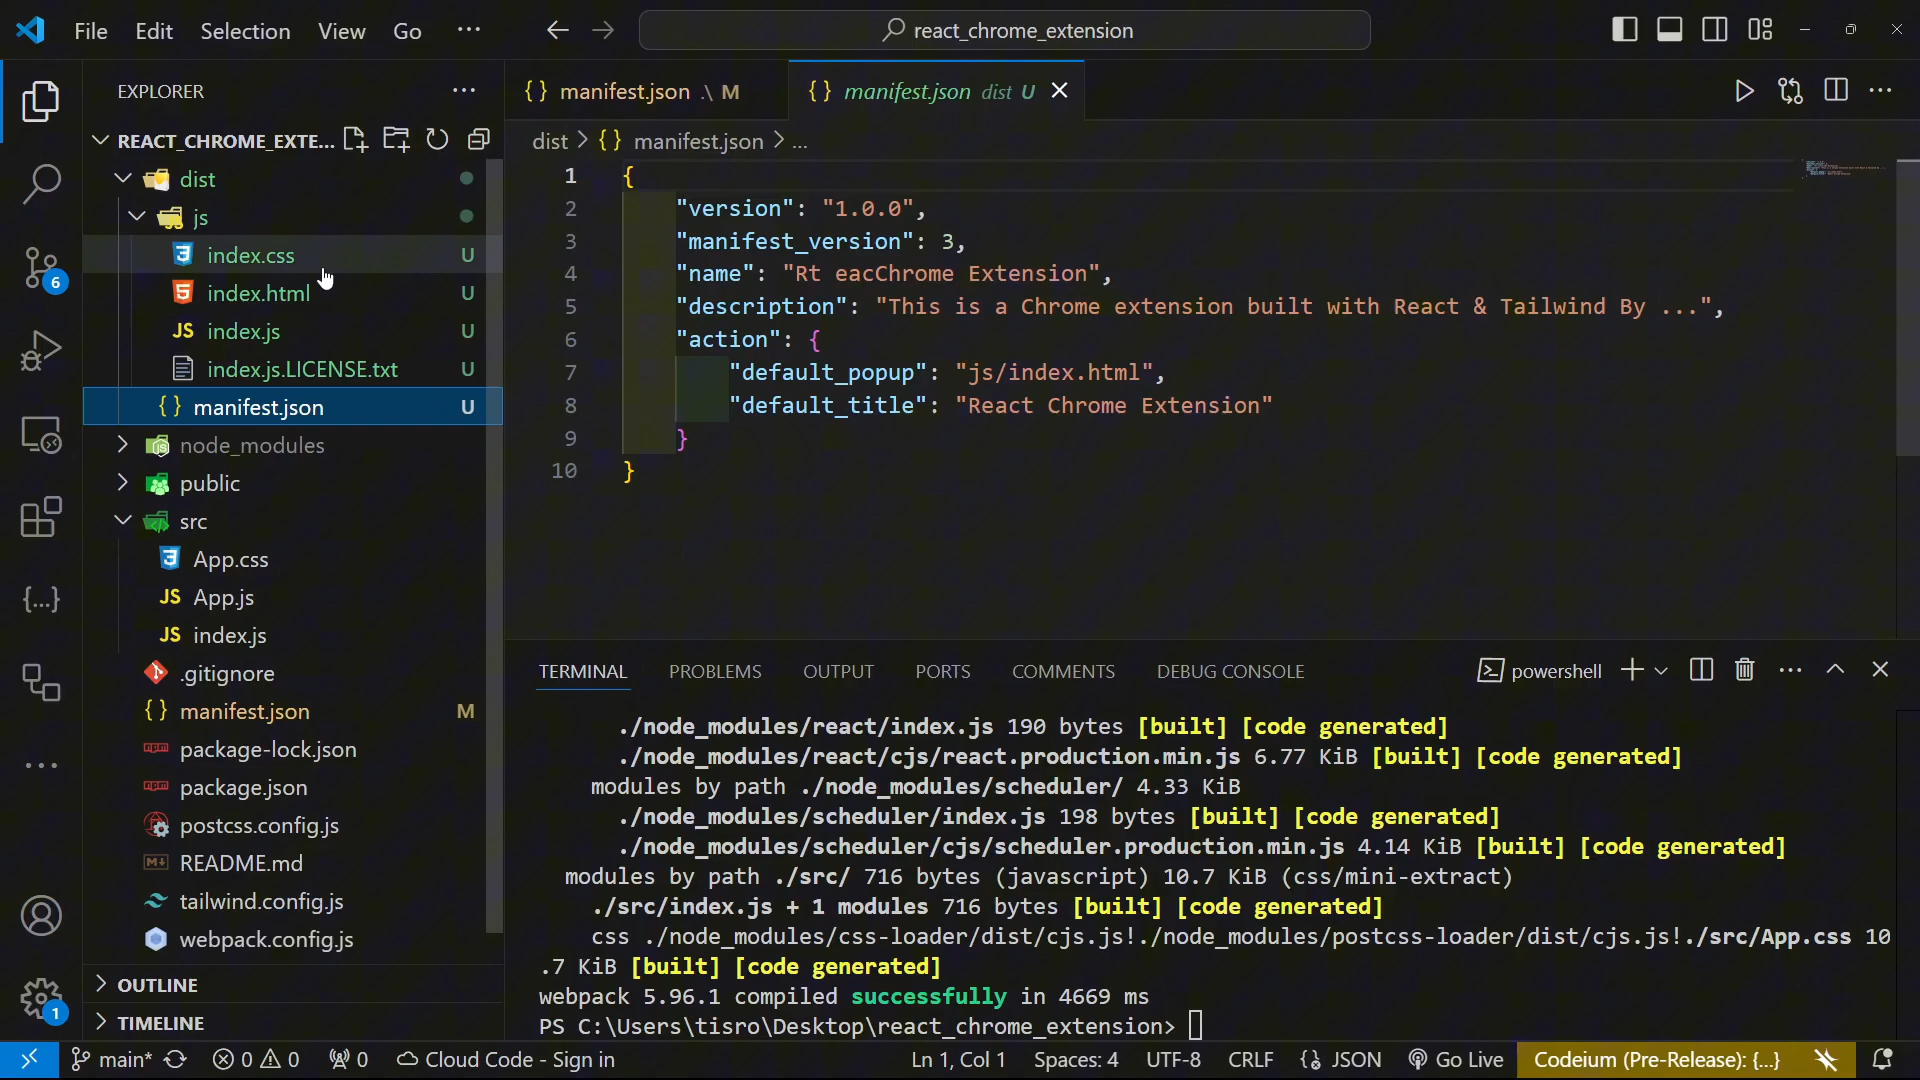 File Edit Selection View Go ...
react_chrome_extension
EXPLORER
REACT_CHROME_EXTE...
dist
js
index.css U
index.html U
JS index.js U
index.js.LICENSE.txt U
{} manifest.json U
node_modules
public
src
App.css
JS App.js
JS index.js
.gitignore
{} manifest.json M
package-lock.json
package.json
postcss.config.js
README.md
tailwind.config.js
webpack.config.js
OUTLINE
TIMELINE
6
1
{} manifest.json .\ M
{} manifest.json dist U
dist > {} manifest.json > ...
1 {
2 "version": "1.0.0",
3 "manifest_version": 3,
4 "name": "Rt eacChrome Extension",
5 "description": "This is a Chrome extension built with React & Tailwind By ...",
6 "action": {
7 "default_popup": "js/index.html",
8 "default_title": "React Chrome Extension"
9 }
10 }
TERMINAL PROBLEMS OUTPUT PORTS COMMENTS DEBUG CONSOLE
powershell
./node_modules/react/index.js 190 bytes [built] [code generated]
./node_modules/react/cjs/react.production.min.js 6.77 KiB [built] [code generated]
modules by path ./node_modules/scheduler/ 4.33 KiB
./node_modules/scheduler/index.js 198 bytes [built] [code generated]
./node_modules/scheduler/cjs/scheduler.production.min.js 4.14 KiB [built] [code generated]
modules by path ./src/ 716 bytes (javascript) 10.7 KiB (css/mini-extract)
./src/index.js + 1 modules 716 bytes [built] [code generated]
css ./node_modules/css-loader/dist/cjs.js!./node_modules/postcss-loader/dist/cjs.js!./src/App.css 10
.7 KiB [built] [code generated]
webpack 5.96.1 compiled successfully in 4669 ms
PS C:\Users\tisro\Desktop\react_chrome_extension>
main* 0 0 0 Cloud Code - Sign in Ln 1, Col 1 Spaces: 4 UTF-8 CRLF {} JSON Go Live Codeium (Pre-Release): {...}